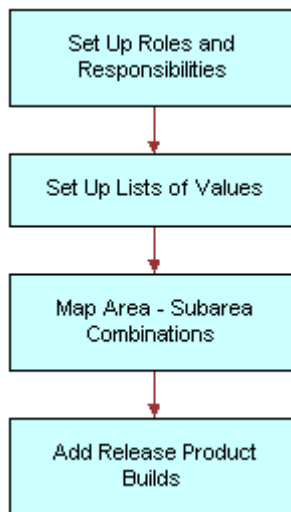 Set Up Roles and
Responsibilities
Set Up Lists of Values
Map Area - Subarea
Combinations
Add Release Product
Builds